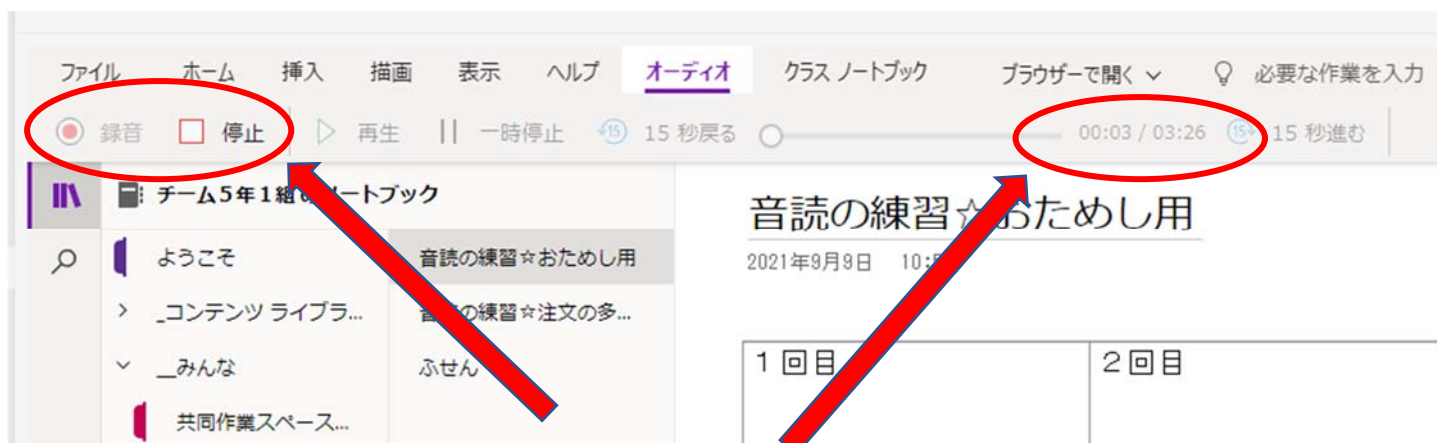 ファイル ホーム 挿入 描画 表示 ヘルプ オーディオ クラス ノートブック ブラウザーで開く 必要な作業を入力
録音 停止 再生 一時停止 15 15 秒戻る 00:03 / 03:26 15 15 秒進む
チーム5年1組 ートブック
音読の練習☆おためし用
2021年9月9日 10:
ようこそ 音読の練習☆おためし用
_コンテンツ ライブラ... の練習☆注文の多...
__みんな ふせん
共同作業スペース...
1回目 2回目